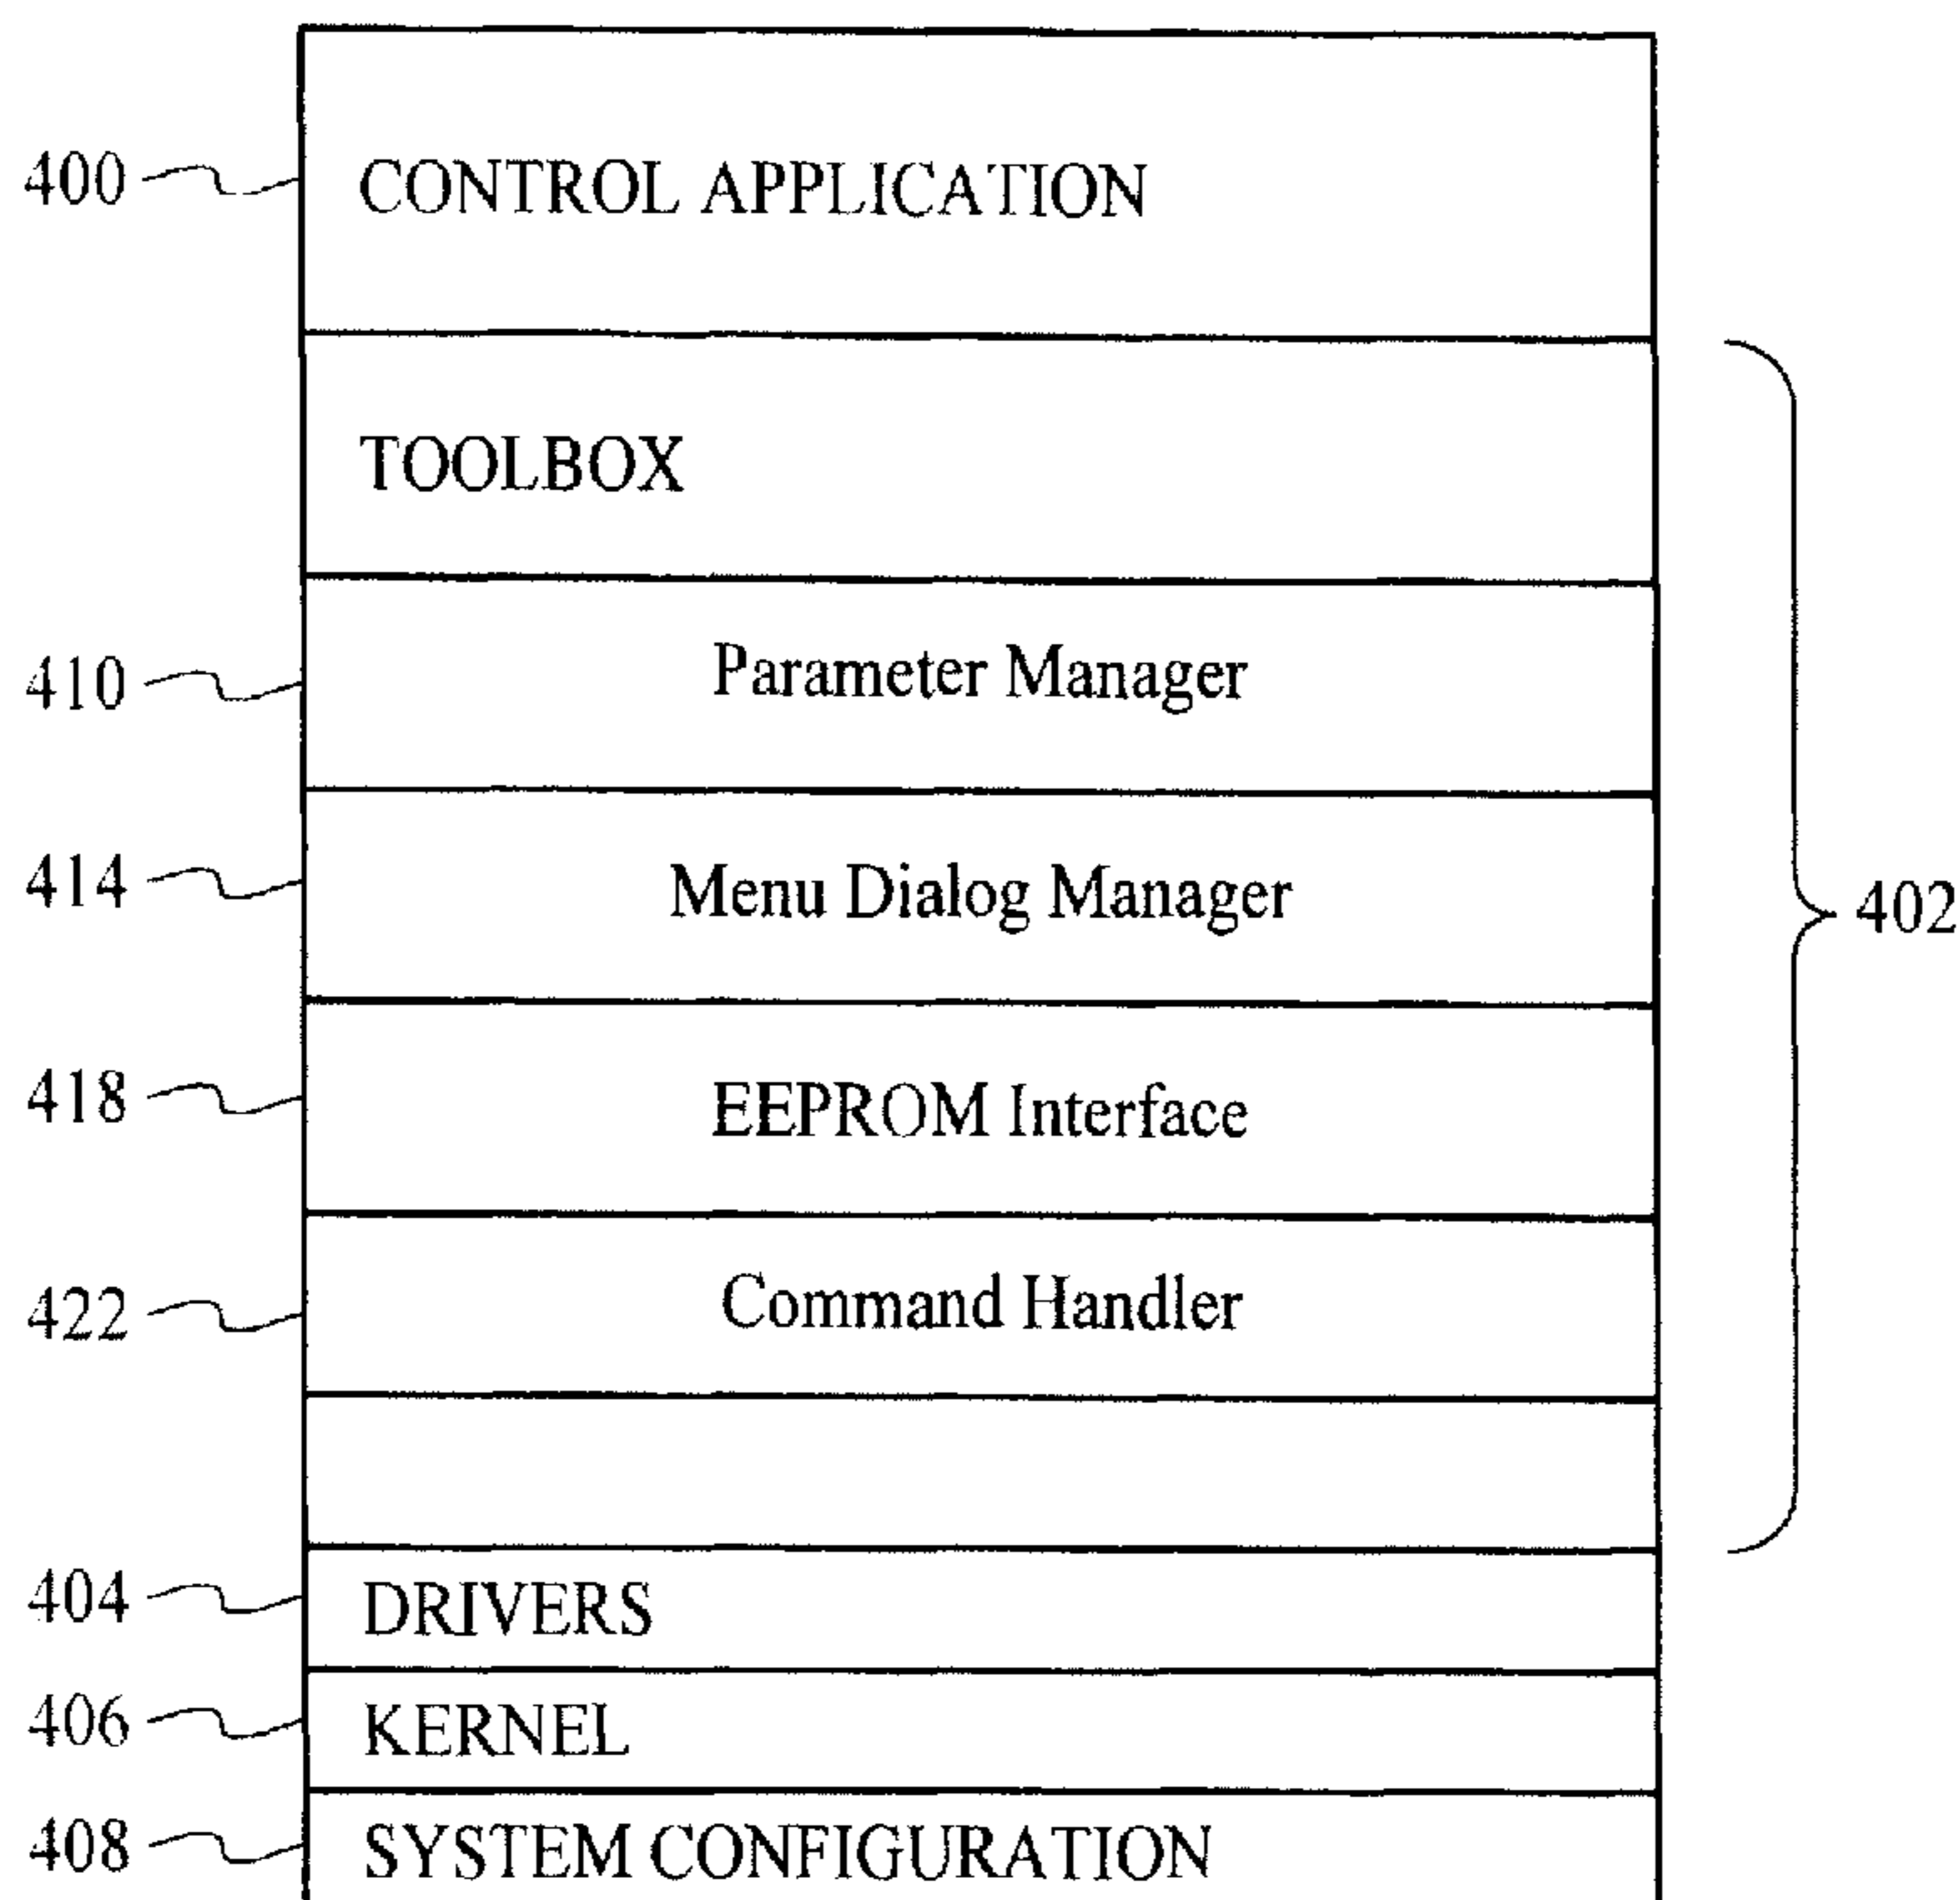 400 CONTROL APPLICATION
TOOLBOX
410 Parameter Manager
414 Menu Dialog Manager
402
418 EEPROM Interface
422 Command Handler
404 DRIVERS
406 KERNEL
408 SYSTEM CONFIGURATION